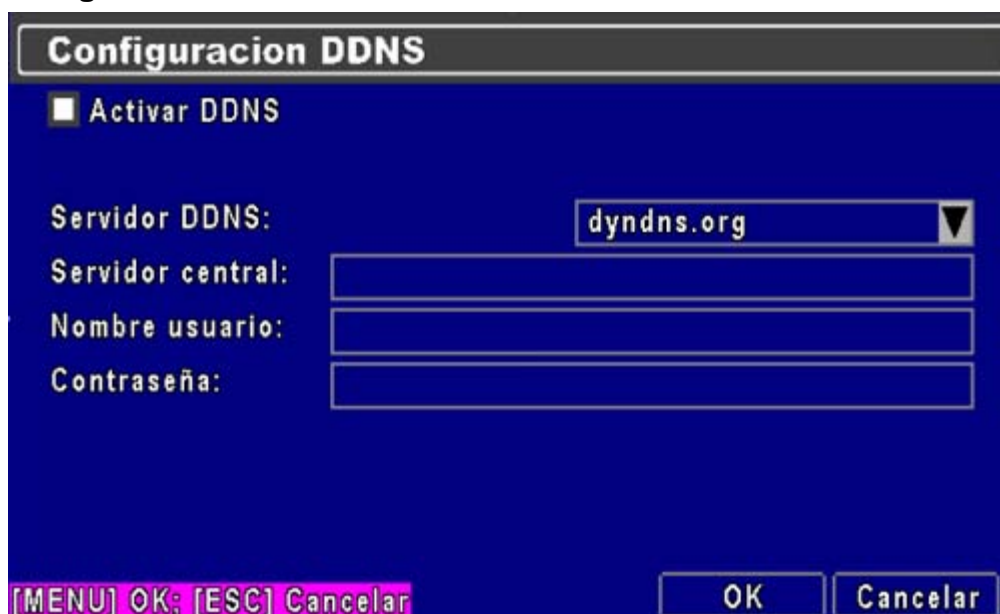 Configuracion DDNS
Activar DDNS
Servidor DDNS: dyndns.org
Servidor central:
Nombre usuario:
Contraseña:
[MENU] OK; [ESC] Cancelar OK Cancelar